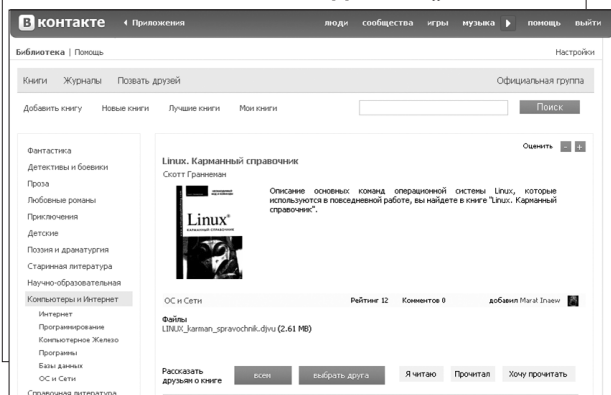 В контакте Приложения люди сообщества игры музыка помощь выйти
Библиотека | Помощь Настройки
Книги Журналы Позвать друзей Официальная группа
Добавить книгу Новые книги Лучшие книги Мои книги Поиск
Фантастика
Детективы и боевики
Проза
Любовные романы
Приключения
Детские
Поэзия и драматургия
Старинная литература
Научно-образовательная
Компьютеры и Интернет
Интернет
Программирование
Компьютерное Железо
Программы
Базы данных
ОС и Сети
Справочная литература
Оценить - +
Linux. Карманный справочник
Скотт Граннеман
Linux®
КАРМАННЫЙ СПРАВОЧНИК
Описание основных команд операционной системы Linux, которые
используются в повседневной работе, вы найдете в книге "Linux. Карманный
справочник".
ОС и Сети Рейтинг 12 Комментов 0 добавил Marat Inaew
Файлы
LINUX_karman_spravochnik.djvu (2.61 MB)
Рассказать
друзьям о книге
всем выбрать друга Я читаю Прочитал Хочу прочитать